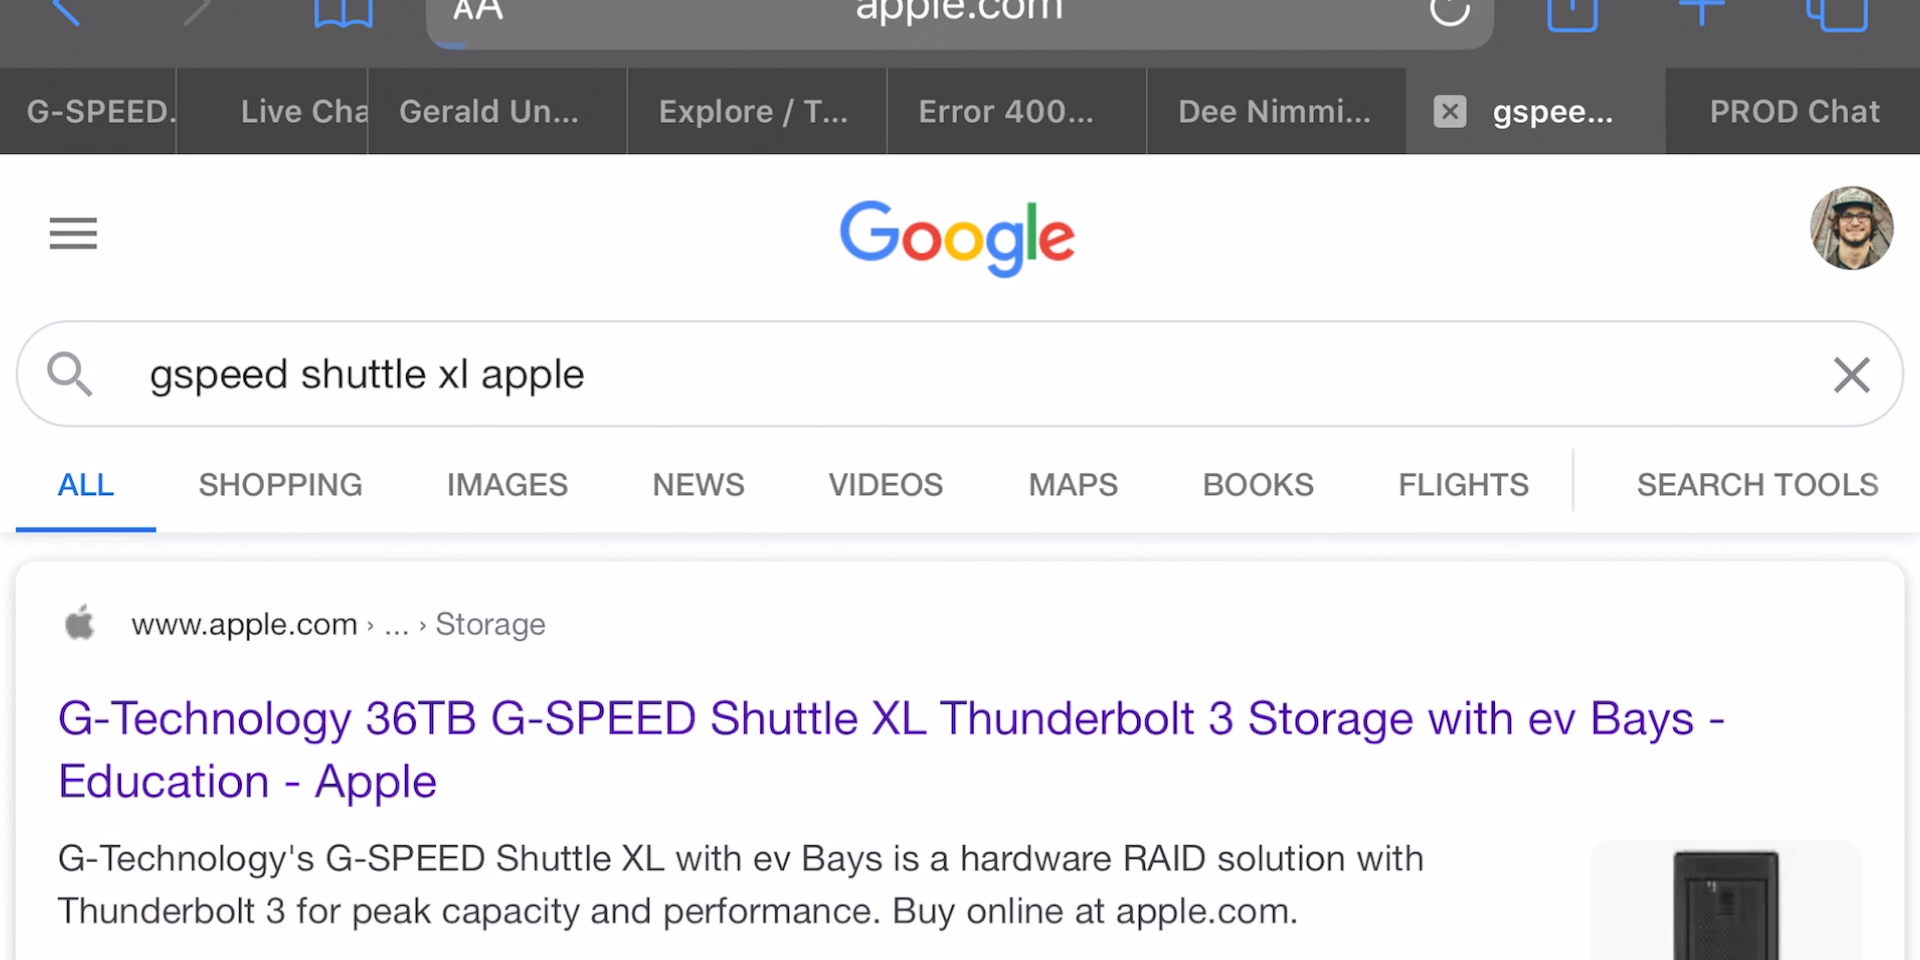 AA apple.com
G-SPEED. Live Cha Gerald Un... Explore / T... Error 400... Dee Nimmi... gspee... PROD Chat
Google
gspeed shuttle xl apple
ALL SHOPPING IMAGES NEWS VIDEOS MAPS BOOKS FLIGHTS SEARCH TOOLS
www.apple.com › ... › Storage
G-Technology 36TB G-SPEED Shuttle XL Thunderbolt 3 Storage with ev Bays -
Education - Apple
G-Technology's G-SPEED Shuttle XL with ev Bays is a hardware RAID solution with
Thunderbolt 3 for peak capacity and performance. Buy online at apple.com.